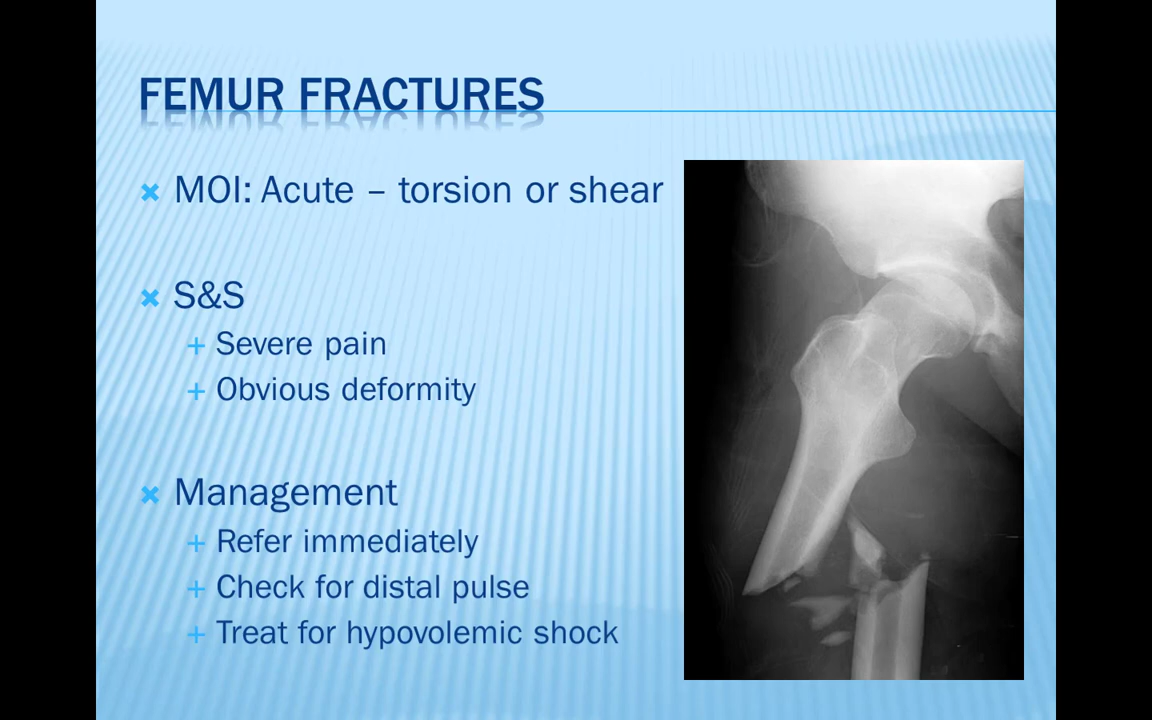 FEMUR FRACTURES
MOI: Acute – torsion or shear
S&S
Severe pain
Obvious deformity
Management
Refer immediately
Check for distal pulse
Treat for hypovolemic shock